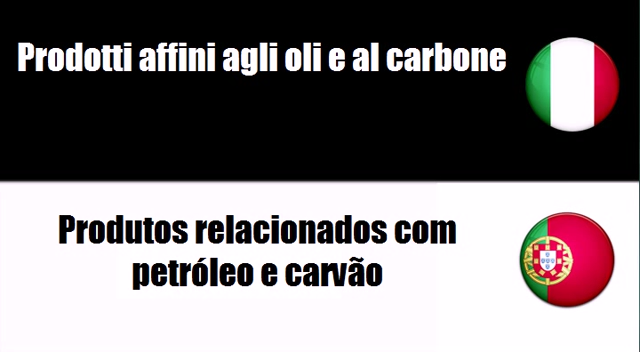 Prodotti affini agli oli e al carbone
Produtos relacionados com
petróleo e carvão